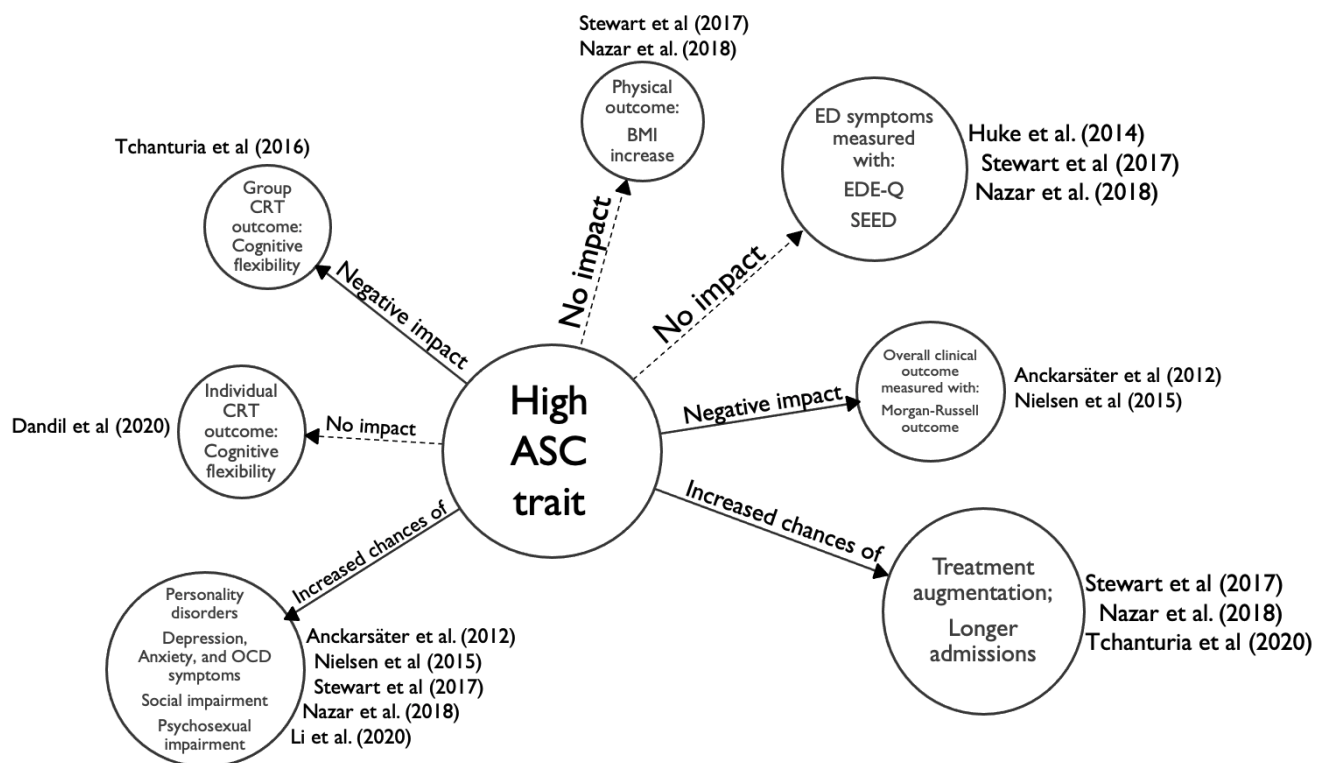 Stewart et al (2017)
Nazar et al. (2018)
Physical
outcome:
BMI
increase
No impact
ED symptoms
measured
with:
EDE-Q
SEED
Huke et al. (2014)
Stewart et al (2017)
Nazar et al. (2018)
No impact
Tchanturia et al (2016)
Group
CRT
outcome:
Cognitive
flexibility
Negative impact
High
ASC
trait
Negative impact
Overall clinical
outcome
measured with:
Morgan-Russell
outcome
Anckarsäter et al (2012)
Nielsen et al (2015)
Dandil et al (2020)
Individual
CRT
outcome:
Cognitive
flexibility
No impact
Increased chances of
Treatment
augmentation;
Longer
admissions
Stewart et al (2017)
Nazar et al. (2018)
Tchanturia et al (2020)
Increased chances of
Personality
disorders
Depression,
Anxiety, and OCD
symptoms
Social impairment
Psychosexual
impairment
Anckarsäter et al. (2012)
Nielsen et al (2015)
Stewart et al (2017)
Nazar et al. (2018)
Li et al. (2020)